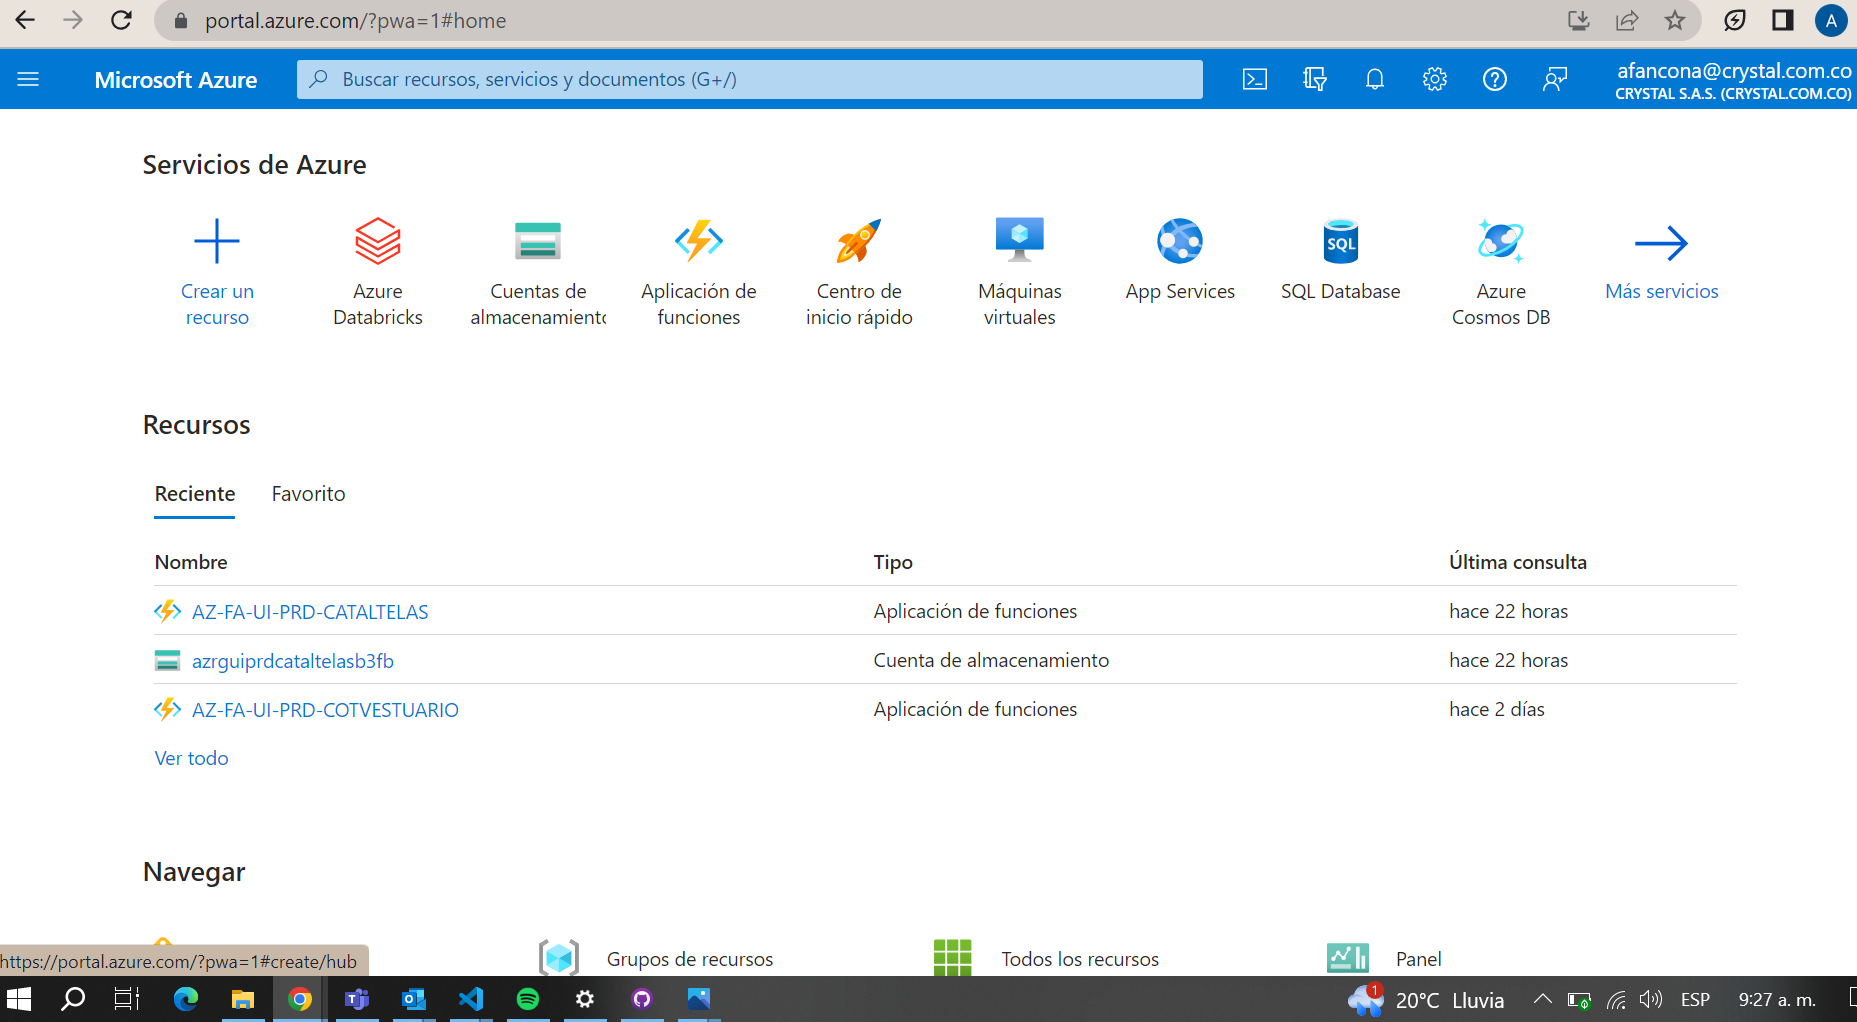 portal.azure.com/?pwa=1#home
A
Microsoft Azure
Buscar recursos, servicios y documentos (G+/)
afancona@crystal.com.co
CRYSTAL S.A.S. (CRYSTAL.COM.CO)
Servicios de Azure
Crear un
recurso
Azure
Databricks
Cuentas de
almacenamiento
Aplicación de
funciones
Centro de
inicio rápido
Máquinas
virtuales
App Services
SQL
SQL Database
Azure
Cosmos DB
Más servicios
Recursos
Reciente Favorito
Nombre Tipo Última consulta
AZ-FA-UI-PRD-CATALTELAS Aplicación de funciones hace 22 horas
azrguiprdcataltelasb3fb Cuenta de almacenamiento hace 22 horas
AZ-FA-UI-PRD-COTVESTUARIO Aplicación de funciones hace 2 días
Ver todo
Navegar
Grupos de recursos Todos los recursos Panel
https://portal.azure.com/?pwa=1#create/hub
1 20°C Lluvia ESP 9:27 a. m.